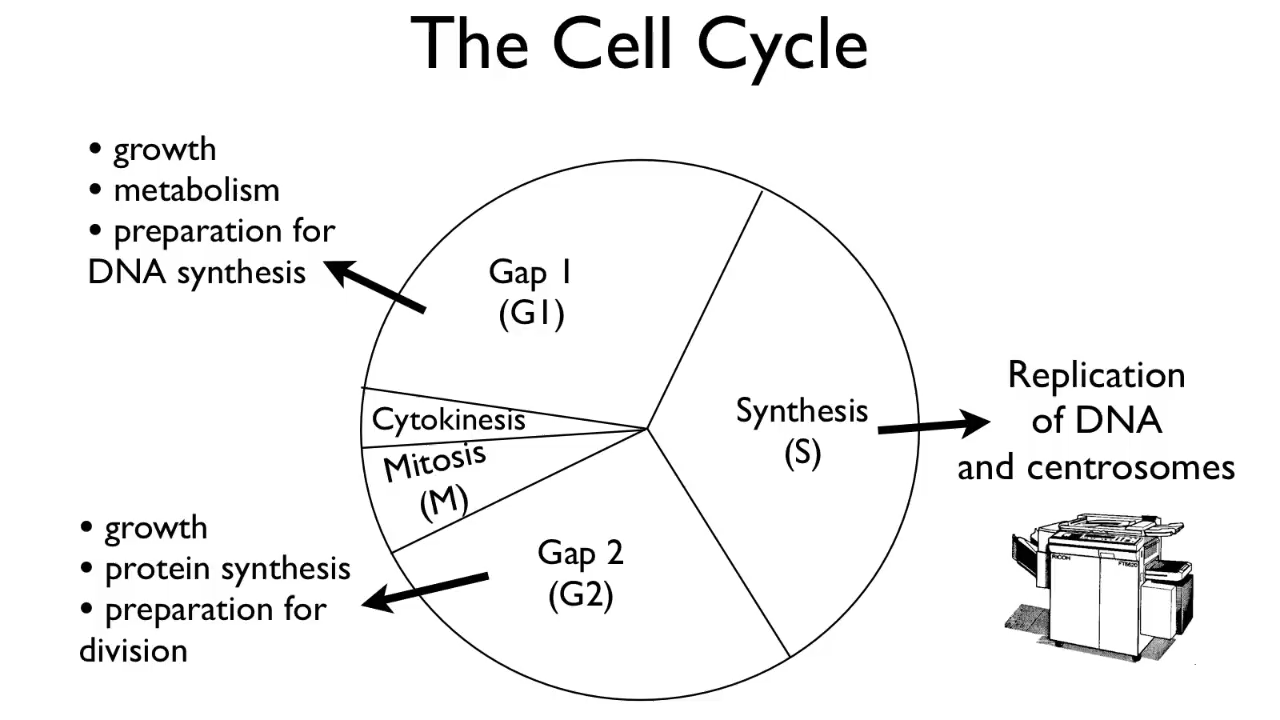 The Cell Cycle
• growth
• metabolism
• preparation for
DNA synthesis
Gap 1
(G1)
Cytokinesis
Mitosis
(M)
Gap 2
(G2)
Synthesis
(S)
Replication
of DNA
and centrosomes
• growth
• protein synthesis
• preparation for
division
RICOH